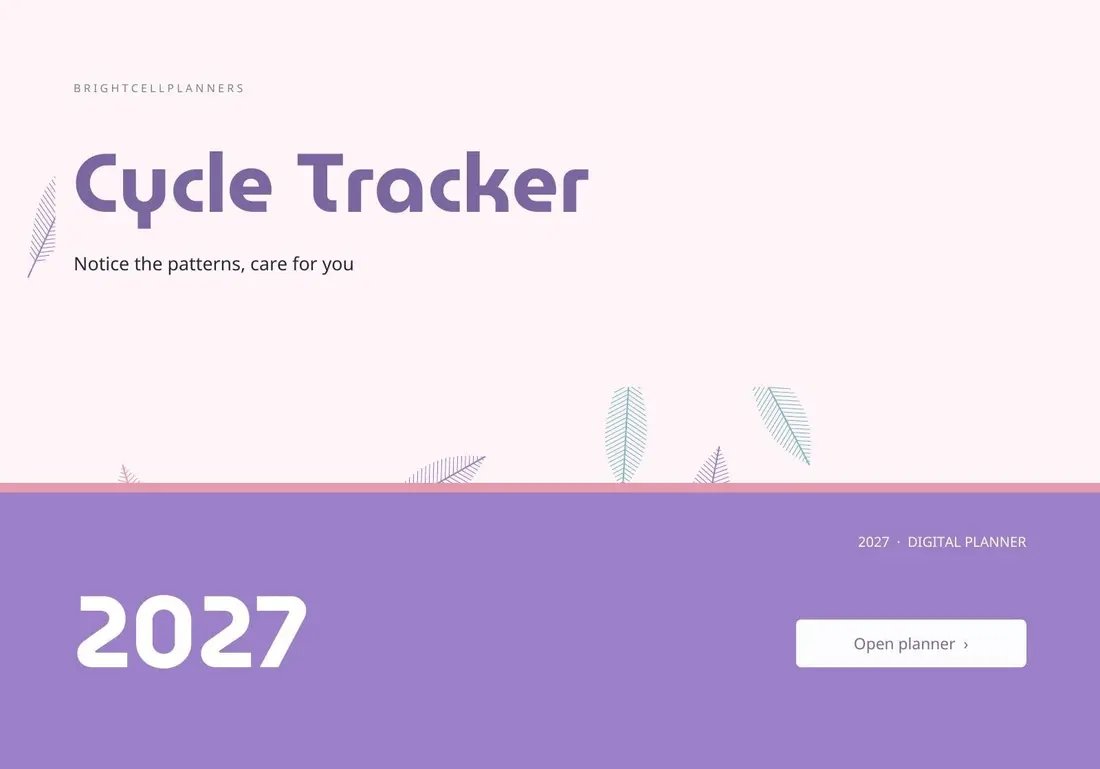 BRIGHTCELLPLANNERS
Cycle Tracker
Notice the patterns, care for you
2027 · DIGITAL PLANNER
2027
Open planner ›